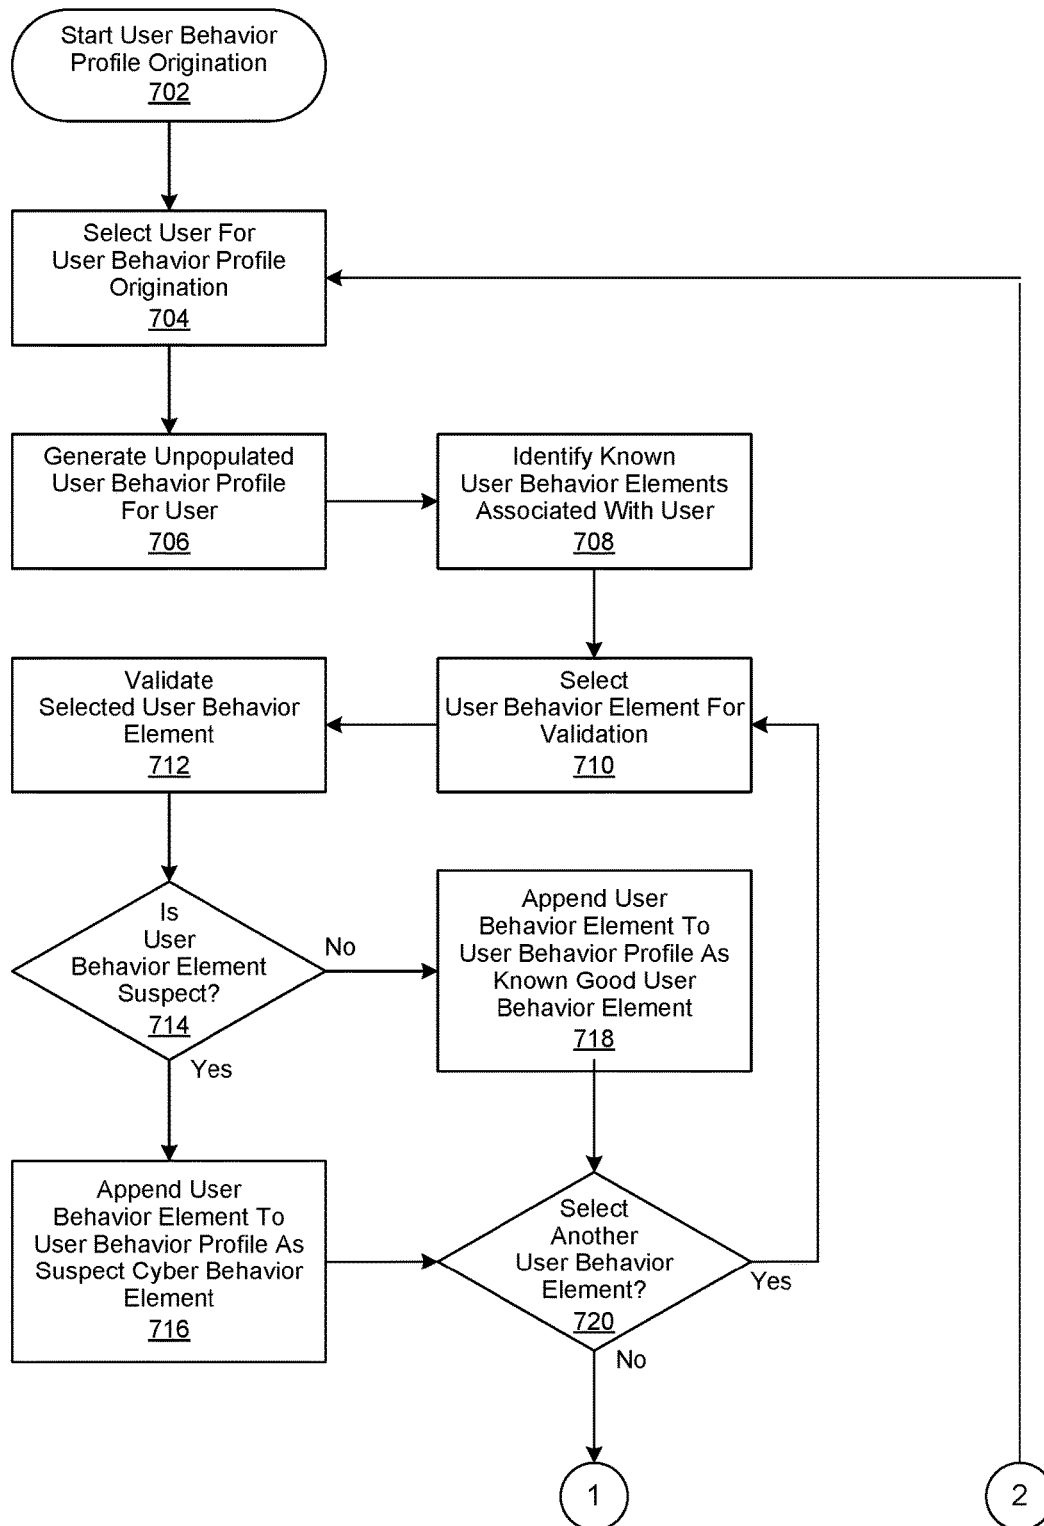 Start User Behavior
Profile Origination
702
Select User For
User Behavior Profile
Origination
704
Generate Unpopulated
User Behavior Profile
For User
706
Identify Known
User Behavior Elements
Associated With User
708
Select
User Behavior Element For
Validation
710
Validate
Selected User Behavior
Element
712
Is
User
Behavior Element
Suspect?
714
No
Yes
Append User
Behavior Element To
User Behavior Profile As
Known Good User
Behavior Element
718
Append User
Behavior Element To
User Behavior Profile As
Suspect Cyber Behavior
Element
716
Select
Another
User Behavior
Element?
720
Yes
No
1
2